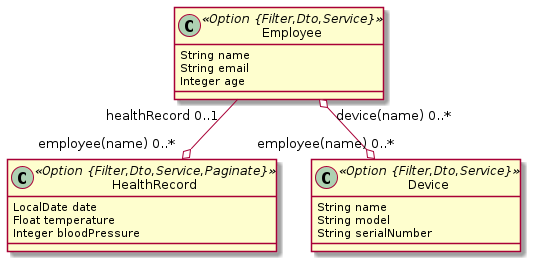 C «Option {Filter,Dto,Service}»
Employee
String name
String email
Integer age
healthRecord 0..1
device(name) 0..*
employee(name) 0..*
employee(name) 0..*
C «Option {Filter,Dto,Service,Paginate}»
HealthRecord
LocalDate date
Float temperature
Integer bloodPressure
C «Option {Filter,Dto,Service}»
Device
String name
String model
String serialNumber